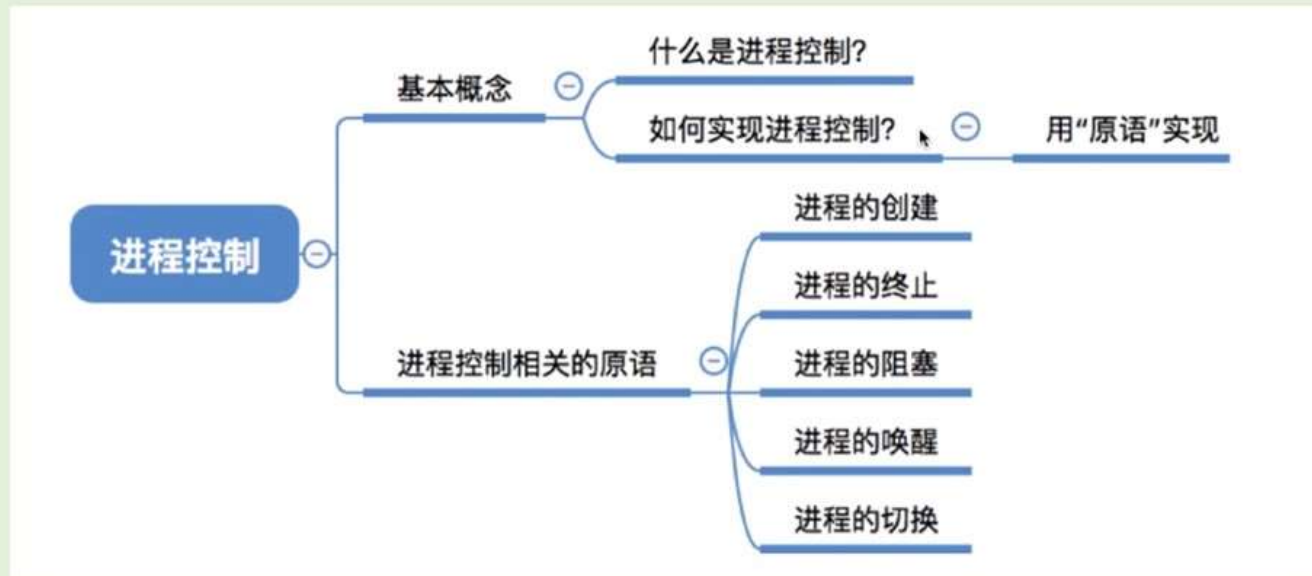 进程控制
基本概念
什么是进程控制?
如何实现进程控制?
用“原语”实现
进程控制相关的原语
进程的创建
进程的终止
进程的阻塞
进程的唤醒
进程的切换